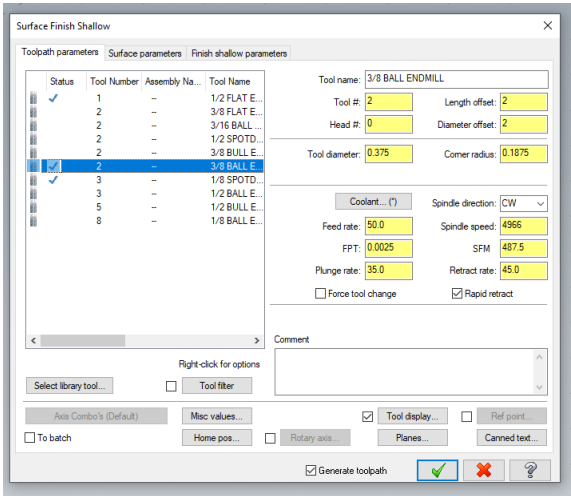 Surface Finish Shallow
Toolpath parameters Surface parameters Finish shallow parameters
Status Tool Number Assembly Na... Tool Name
1 -- 1/2 FLAT E...
2 -- 3/8 FLAT E...
2 -- 3/16 BALL ...
2 -- 1/2 SPOTD...
2 -- 3/8 BULL E...
2 -- 3/8 BALL E...
3 -- 1/8 SPOTD...
3 -- 1/2 BALL E...
5 -- 1/2 BULL E...
8 -- 1/8 BALL E...
Right-click for options
Select library tool... Tool filter
Tool name: 3/8 BALL ENDMILL
Tool #: 2 Length offset: 2
Head #: 0 Diameter offset: 2
Tool diameter: 0.375 Corner radius: 0.1875
Coolant... (*) Spindle direction: CW
Feed rate: 50.0 Spindle speed: 4966
FPT: 0.0025 SFM 487.5
Plunge rate: 35.0 Retract rate: 45.0
Force tool change Rapid retract
Comment
Axis Combo's (Default) Misc values... Tool display... Ref point...
To batch Home pos... Rotary axis... Planes... Canned text...
Generate toolpath